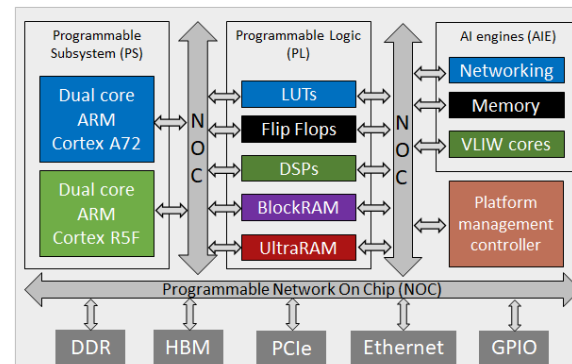 Programmable
Subsystem (PS)
Dual core
ARM
Cortex A72
Dual core
ARM
Cortex R5F
N
O
C
Programmable Logic
(PL)
LUTs
Flip Flops
DSPs
BlockRAM
UltraRAM
N
O
C
AI engines (AIE)
Networking
Memory
VLIW cores
Platform
management
controller
Programmable Network On Chip (NOC)
DDR
HBM
PCIe
Ethernet
GPIO